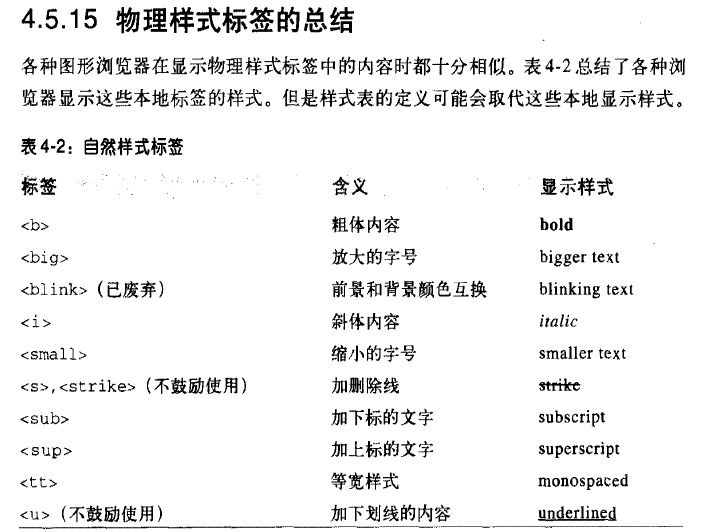 4.5.15 物理样式标签的总结
各种图形浏览器在显示物理样式标签中的内容时都十分相似。表4-2总结了各种浏
览器显示这些本地标签的样式。但是样式表的定义可能会取代这些本地显示样式。
表4-2：自然样式标签
标签 含义 显示样式
<b> 粗体内容 bold
<big> 放大的字号 bigger text
<blink>（已废弃） 前景和背景颜色互换 blinking text
<i> 斜体内容 italic
<small> 缩小的字号 smaller text
<s>,<strike>（不鼓励使用） 加删除线 strike
<sub> 加下标的文字 subscript
<sup> 加上标的文字 superscript
<tt> 等宽样式 monospaced
<u>（不鼓励使用） 加下划线的内容 underlined